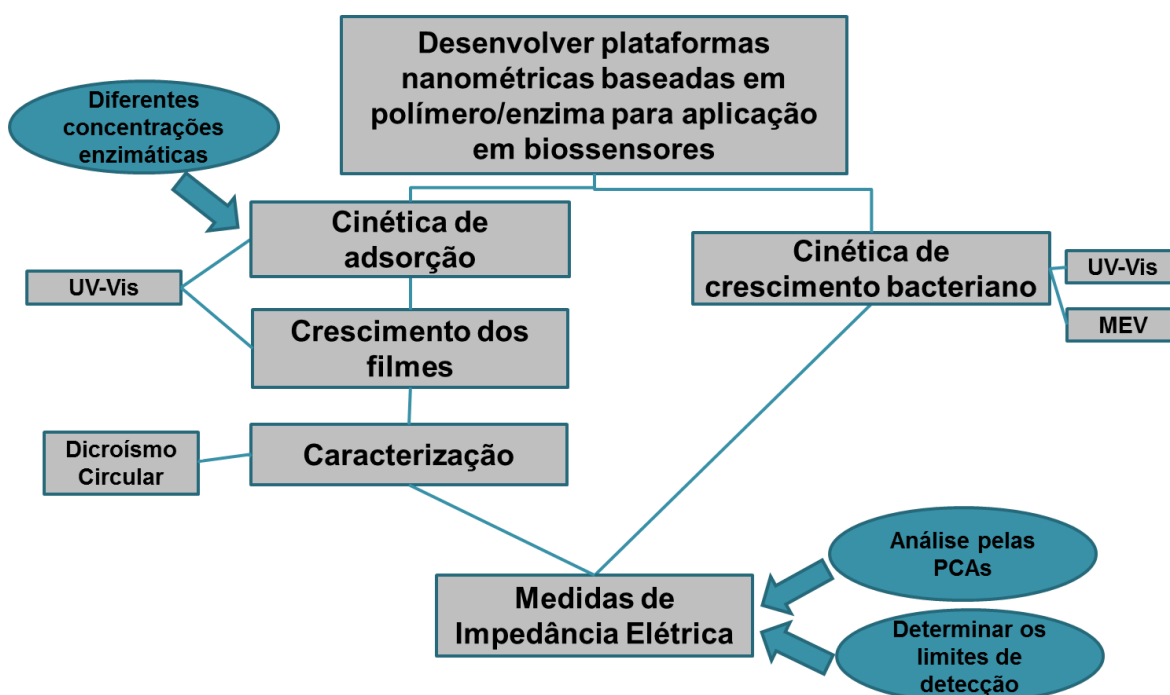 Desenvolver plataformas
nanométricas baseadas em
polímero/enzima para aplicação
em biossensores
Diferentes
concentrações
enzimáticas
Cinética de
adsorção
Cinética de
crescimento bacteriano
UV-Vis
UV-Vis
MEV
Crescimento dos
filmes
Dicroísmo
Circular
Caracterização
Análise pelas
PCAs
Medidas de
Impedância Elétrica
Determinar os
limites de
detecção